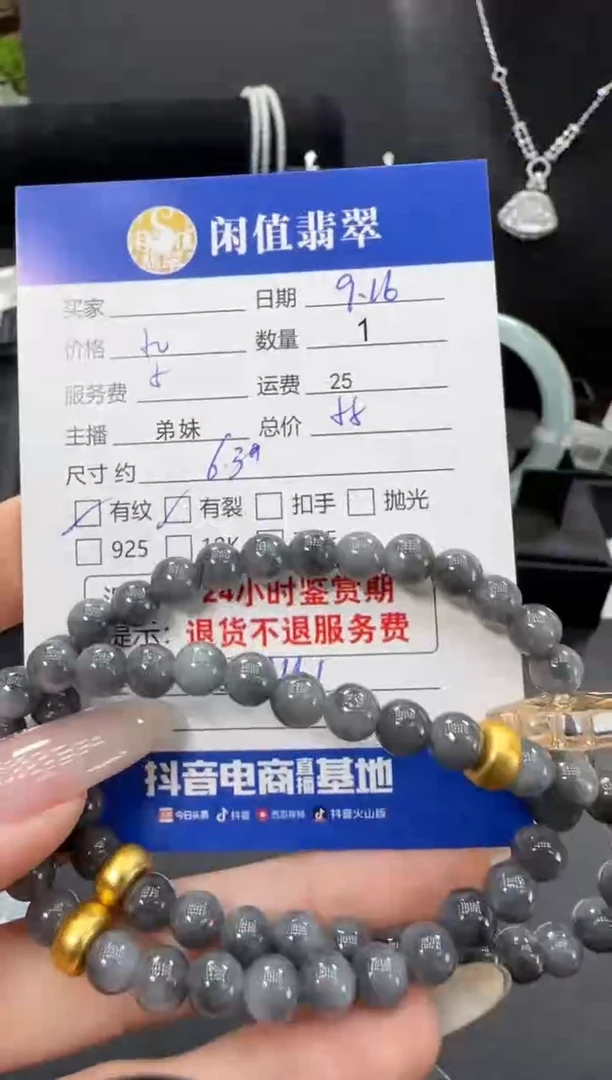 闲值翡翠
买家 日期 9.16
价格 数量 1
服务费 运费 25
主播 弟妹 总价
尺寸约 6.3
有纹 有裂 扣手 抛光
925
24小时鉴赏期
提示: 退货不退服务费
抖音电商直播基地
今日头条 抖音 西瓜视频 抖音火山版